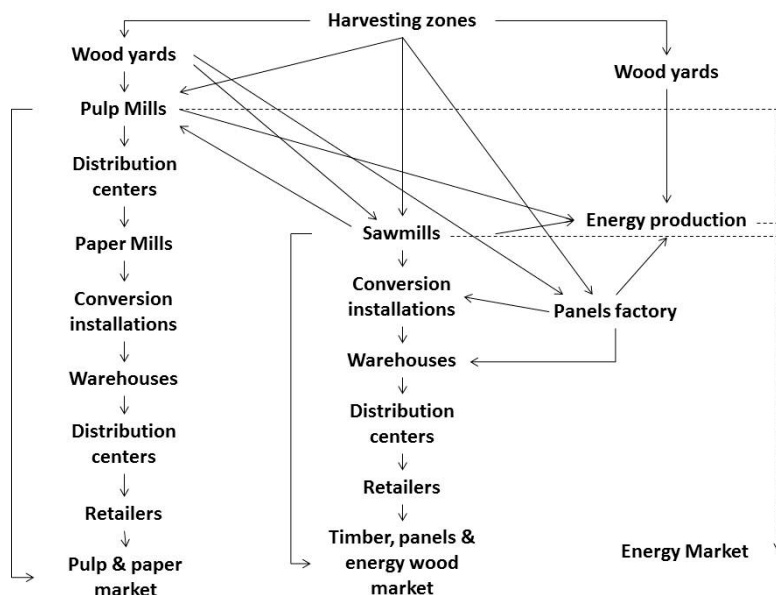 Harvesting zones
Wood yards
Wood yards
Pulp Mills
Distribution
centers
Energy production
Sawmills
Paper Mills
Conversion
installations
Conversion
installations
Panels factory
Warehouses
Warehouses
Distribution
centers
Distribution
centers
Retailers
Retailers
Timber, panels &
energy wood
market
Energy Market
Pulp & paper
market